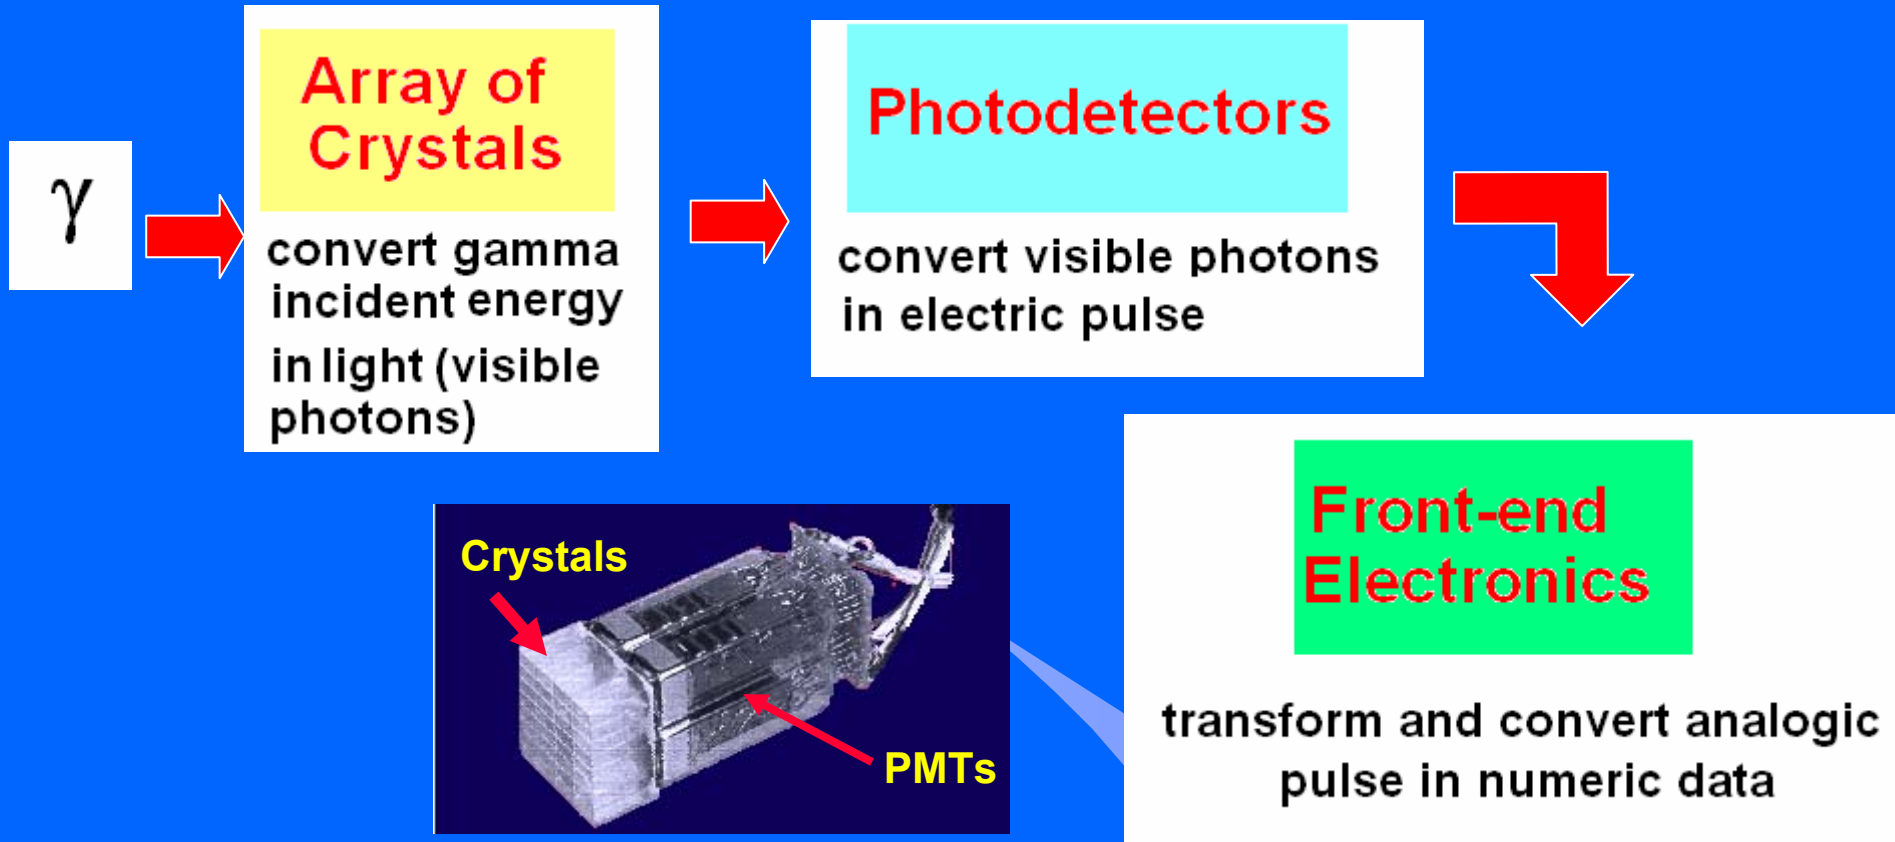 γ
Array of
Crystals
convert gamma
incident energy
in light (visible
photons)
Photodetectors
convert visible photons
in electric pulse
Front-end
Electronics
transform and convert analogic
pulse in numeric data
Crystals
PMTs